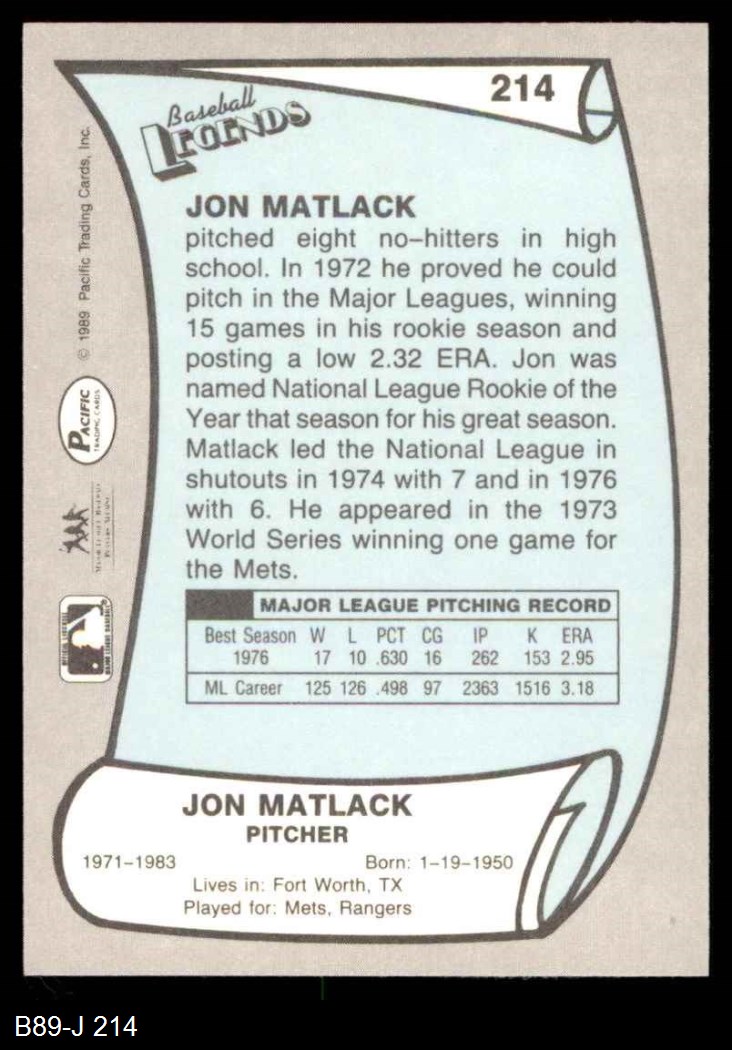 214
Baseball
LEGENDS
JON MATLACK
pitched eight no-hitters in high
school. In 1972 he proved he could
pitch in the Major Leagues, winning
15 games in his rookie season and
posting a low 2.32 ERA. Jon was
named National League Rookie of the
Year that season for his great season.
Matlack led the National League in
shutouts in 1974 with 7 and in 1976
with 6. He appeared in the 1973
World Series winning one game for
the Mets.
MAJOR LEAGUE PITCHING RECORD
Best Season W L PCT CG IP K ERA
1976 17 10 .630 16 262 153 2.95
ML Career 125 126 .498 97 2363 1516 3.18
JON MATLACK
PITCHER
1971-1983 Born: 1-19-1950
Lives in: Fort Worth, TX
Played for: Mets, Rangers
© 1989 Pacific Trading Cards, Inc.
PACIFIC
TRADING CARDS
B89-J 214